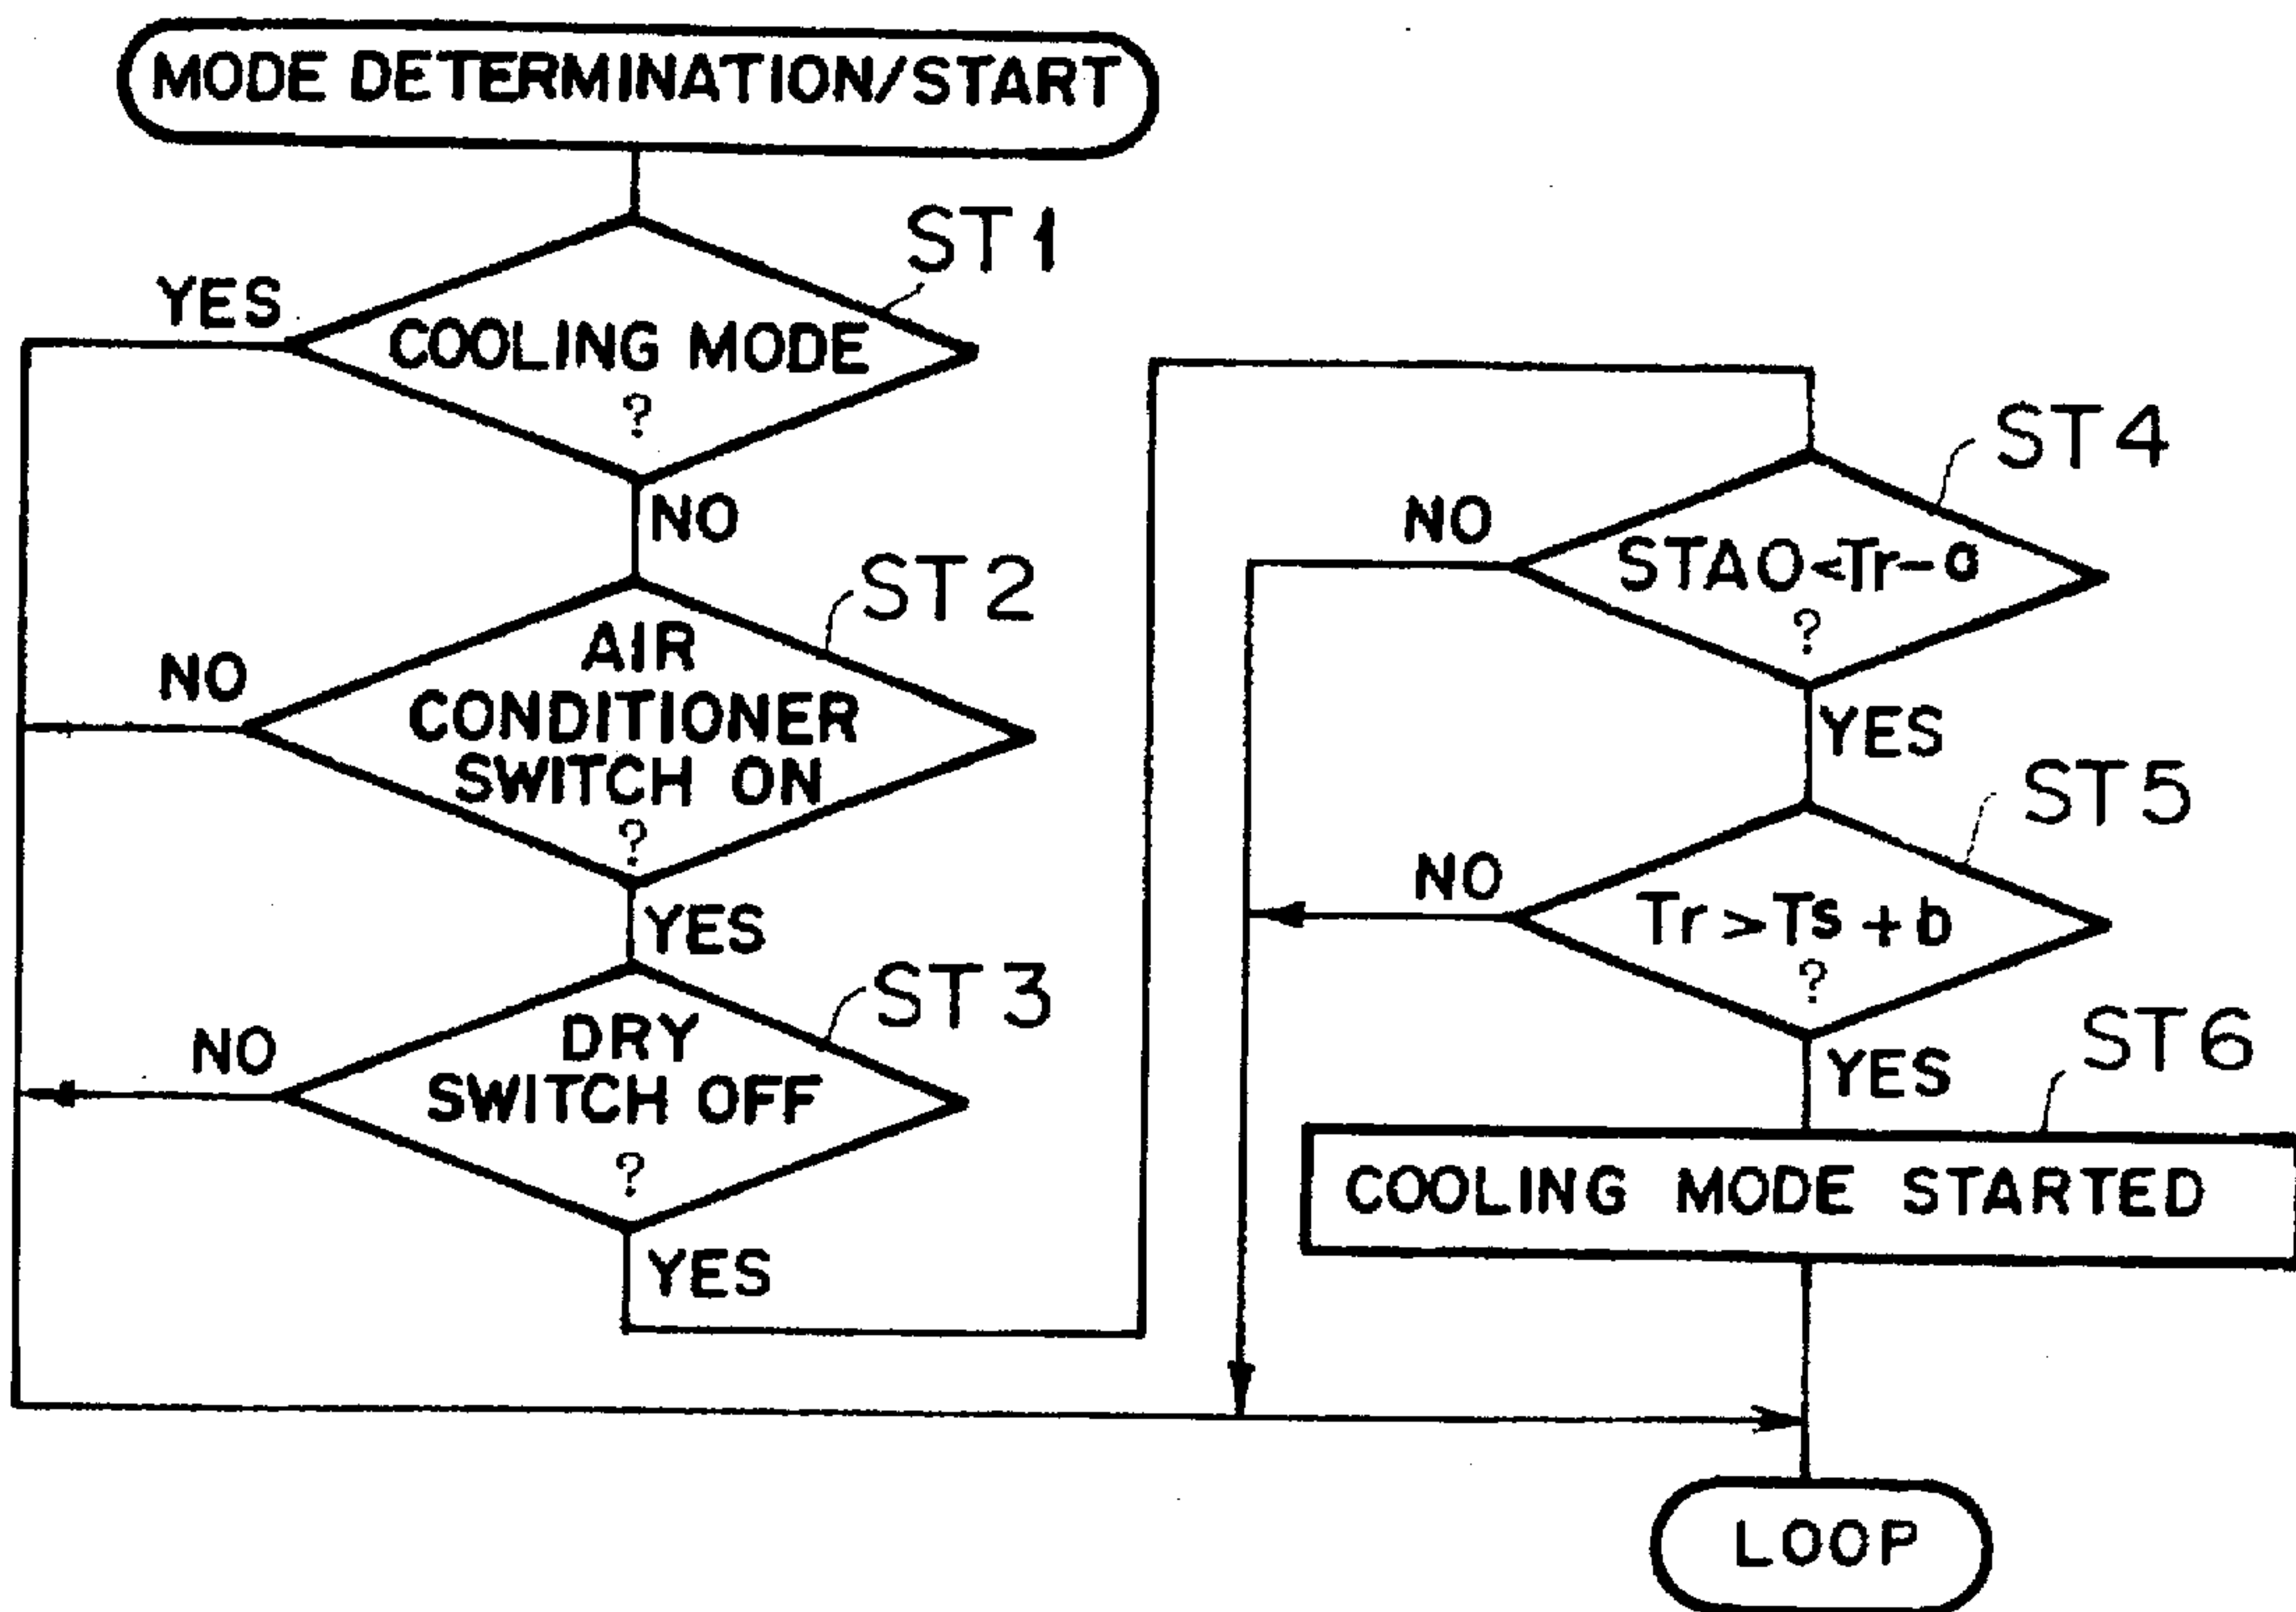 MODE DETERMINATION/START
ST1
YES
COOLING MODE
?
NO
ST2
NO
AIR
CONDITIONER
SWITCH ON
?
YES
ST3
NO
DRY
SWITCH OFF
?
YES
ST4
NO
STAO<Tr-a
?
YES
ST5
NO
Tr>Ts+b
?
YES
ST6
COOLING MODE STARTED
LOOP